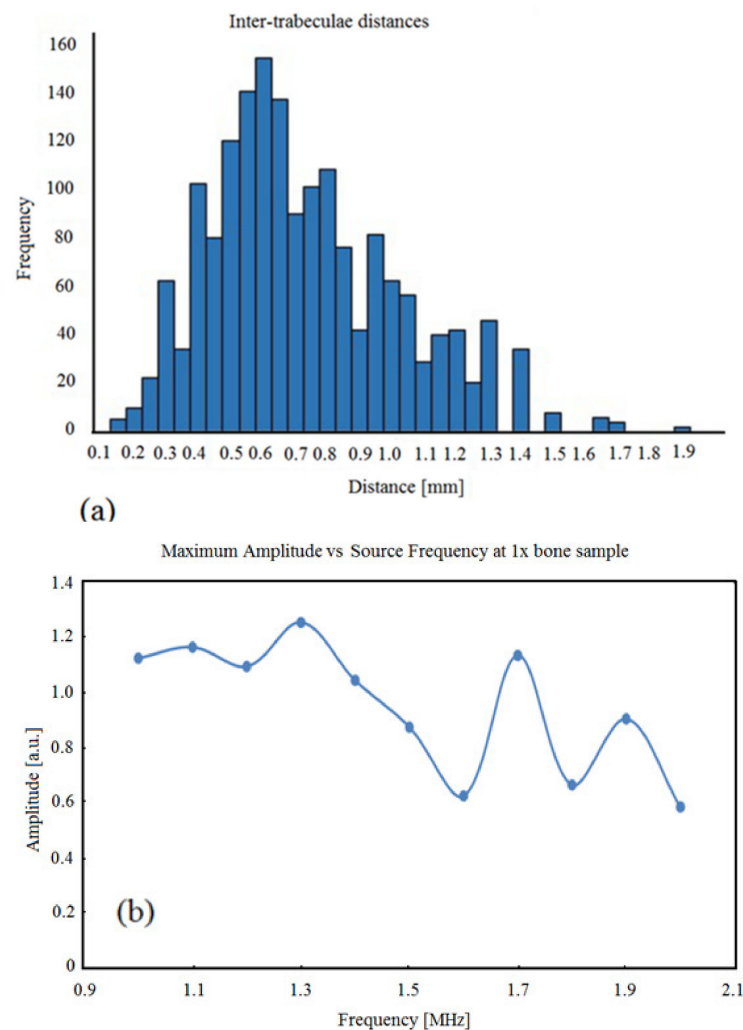 Inter-trabeculae distances
160
140
120
100
80
60
40
20
0
Frequency
0.1 0.2 0.3 0.4 0.5 0.6 0.7 0.8 0.9 1.0 1.1 1.2 1.3 1.4 1.5 1.6 1.7 1.8 1.9
Distance [mm]
(a)
Maximum Amplitude vs Source Frequency at 1x bone sample
1.4
1.2
1.0
0.8
0.6
0.4
0.2
0
Amplitude [a.u.]
(b)
0.9 1.1 1.3 1.5 1.7 1.9 2.1
Frequency [MHz]